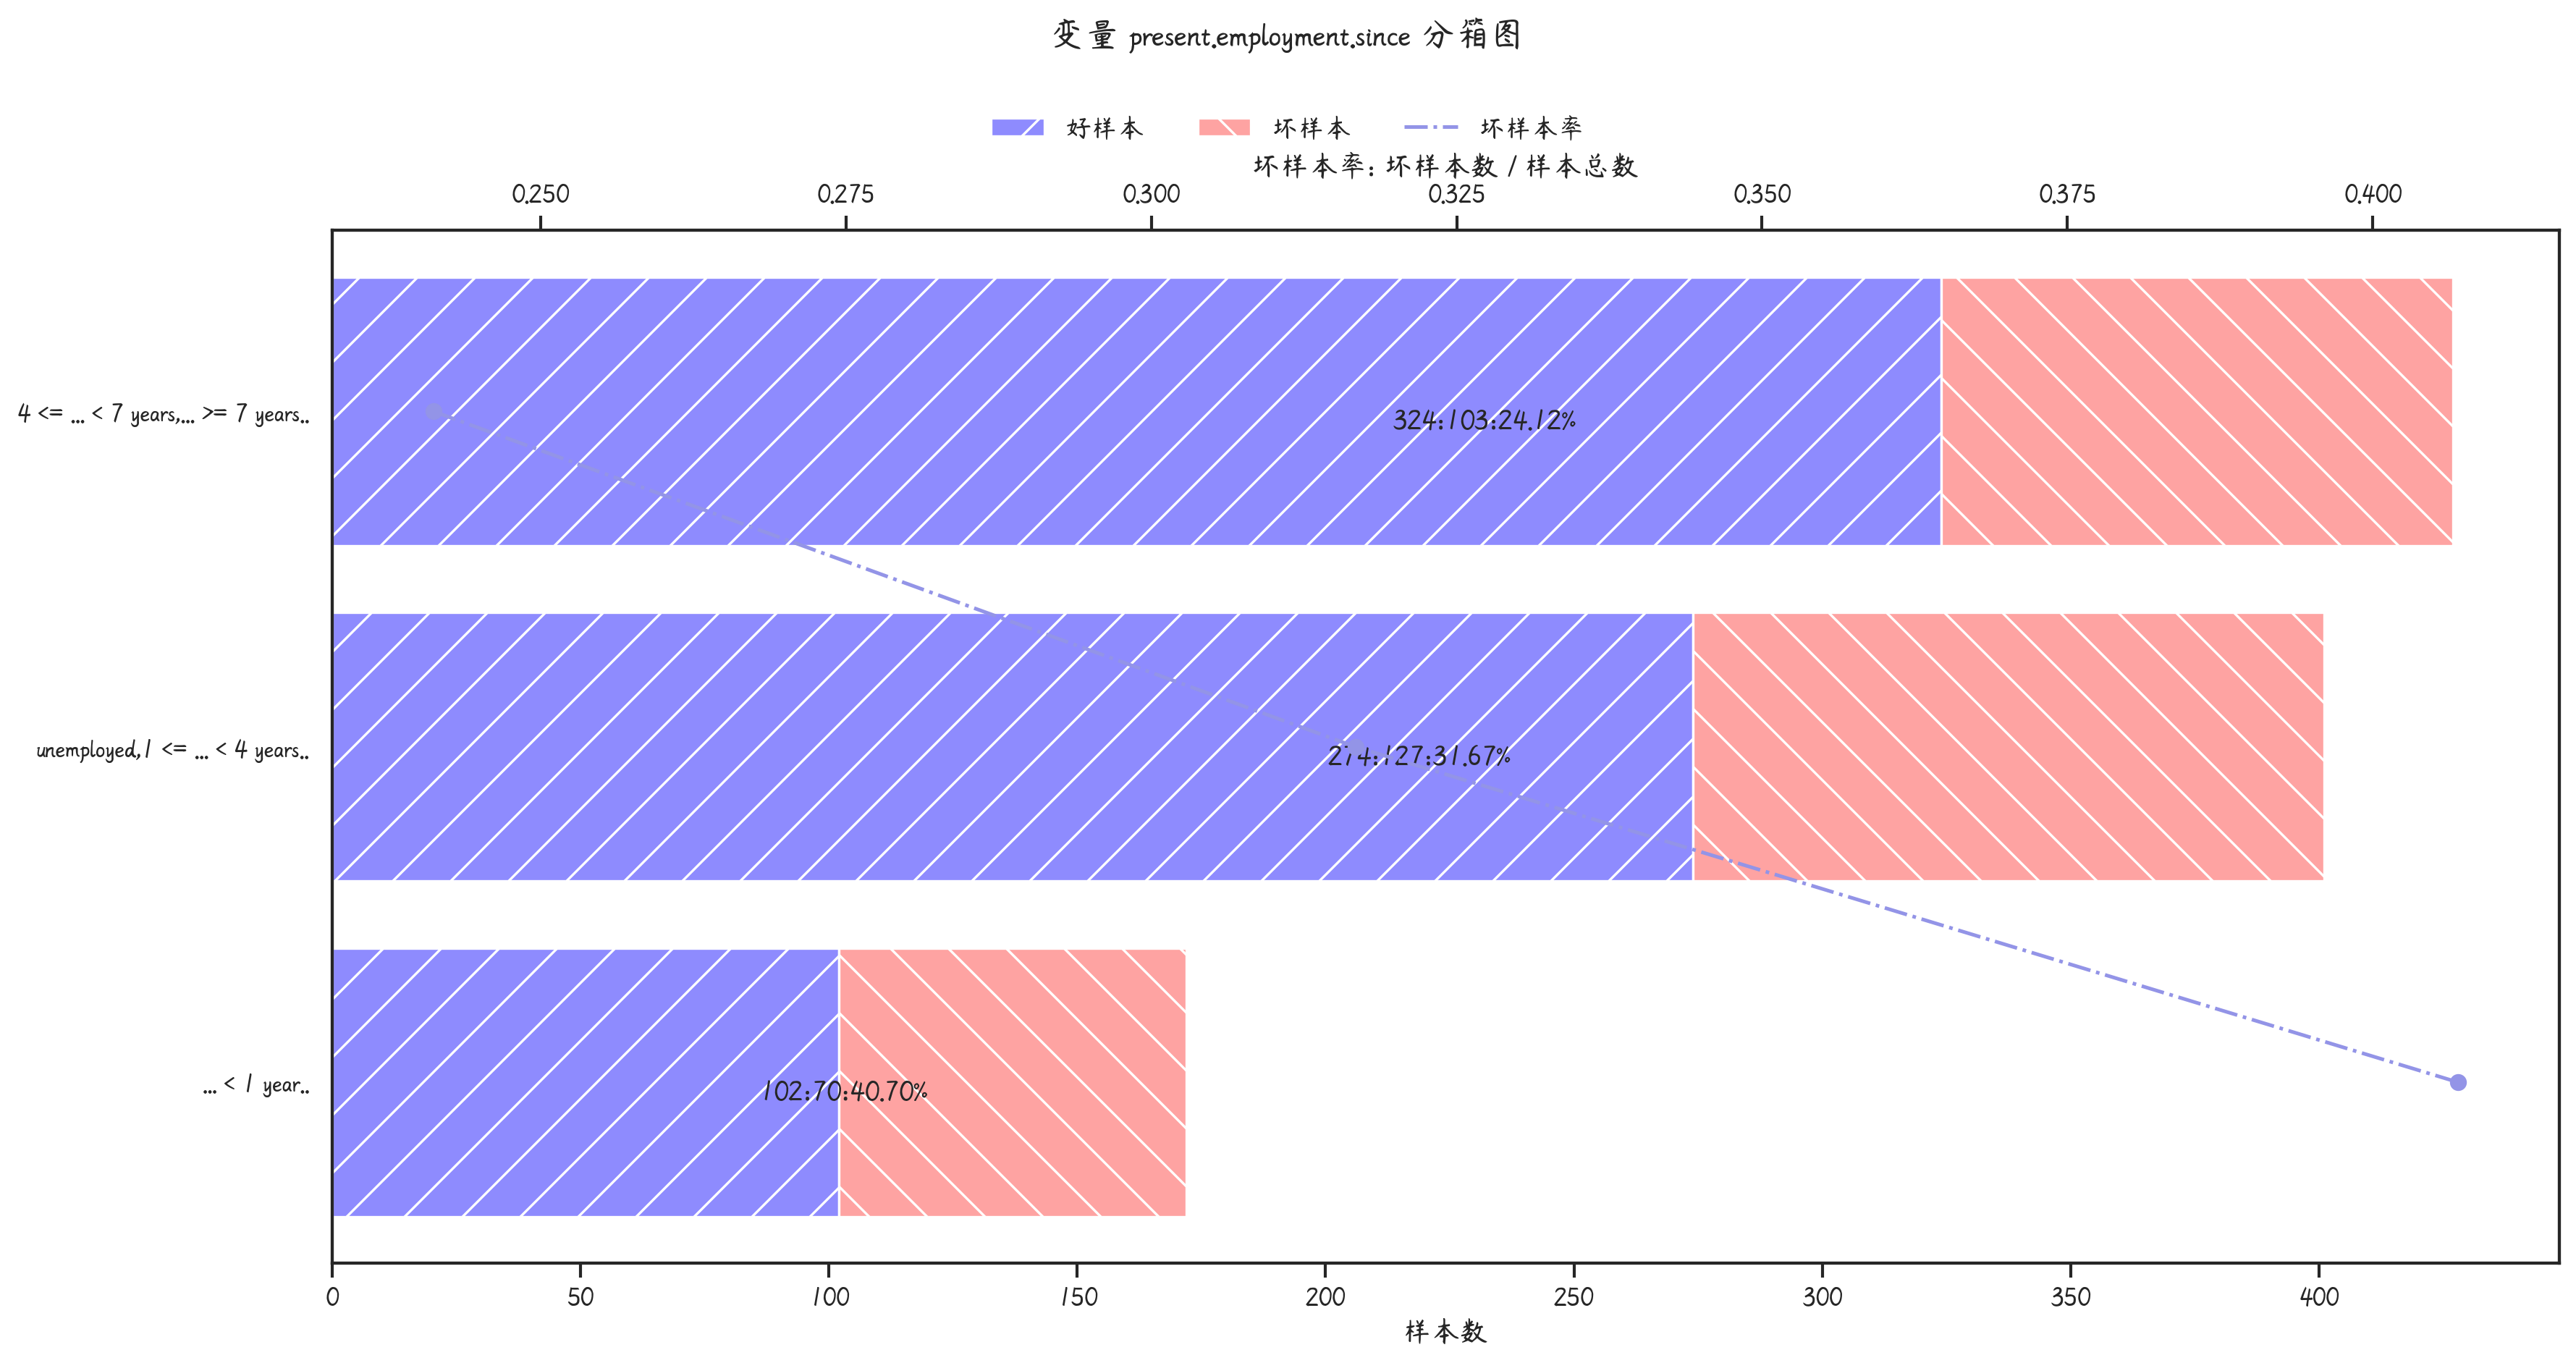 变量 present.employment.since 分箱图
好样本 坏样本 坏样本率
坏样本率: 坏样本数 / 样本总数
0.250 0.275 0.300 0.325 0.350 0.375 0.400
4 <= ... < 7 years,... >= 7 years..
324:103:24.12%
unemployed,1 <= ... < 4 years..
274:127:31.67%
... < 1 year..
102:70:40.70%
0 50 100 150 200 250 300 350 400
样本数